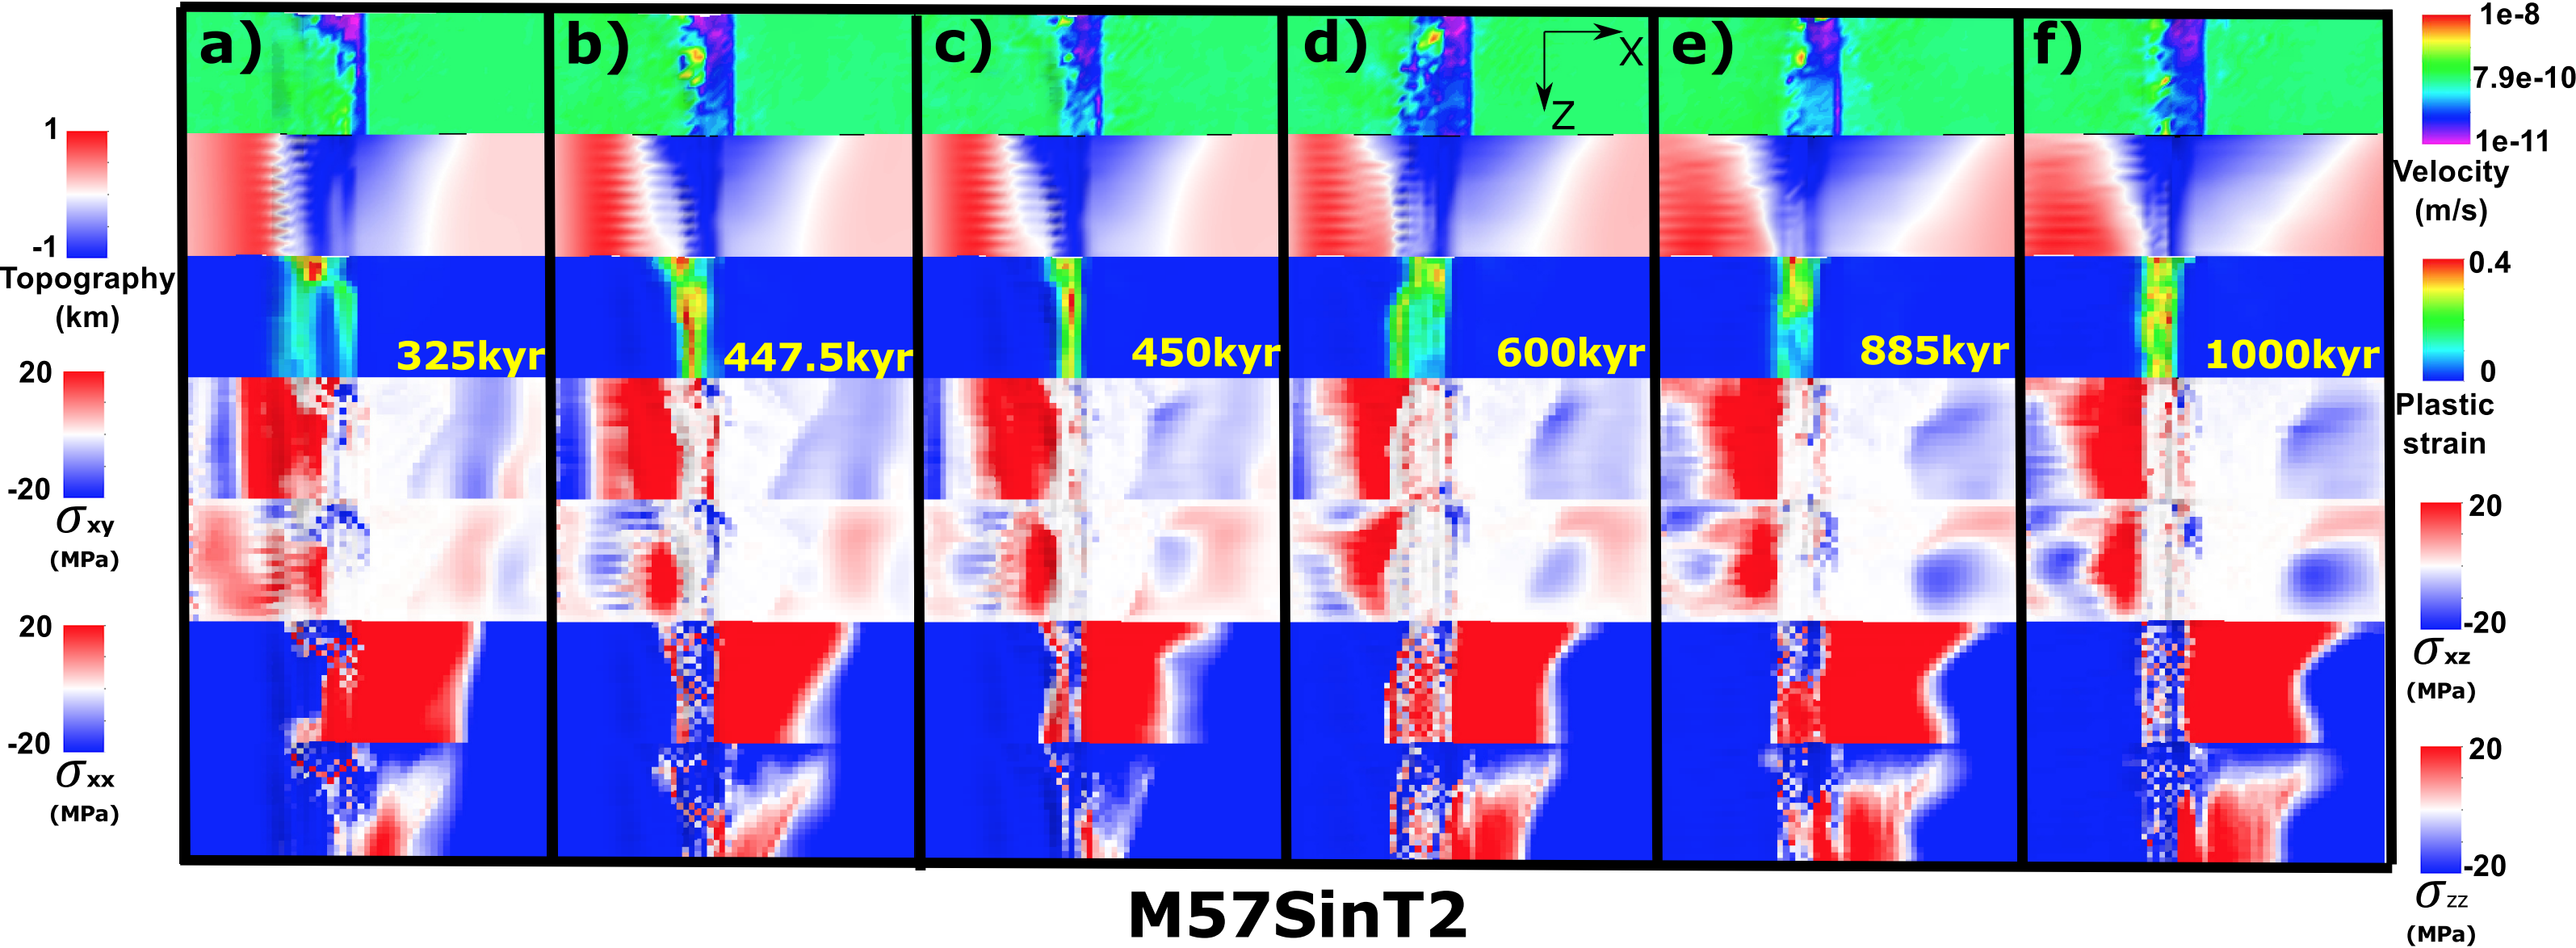 a)
b)
c)
d)
e)
f)
X
Z
1e-8
7.9e-10
1e-11
Velocity
(m/s)
1
-1
Topography
(km)
0.4
0
Plastic
strain
325kyr
447.5kyr
450kyr
600kyr
885kyr
1000kyr
20
-20
σxy
(MPa)
20
-20
σxz
(MPa)
20
-20
σxx
(MPa)
20
-20
σzz
(MPa)
M57SinT2